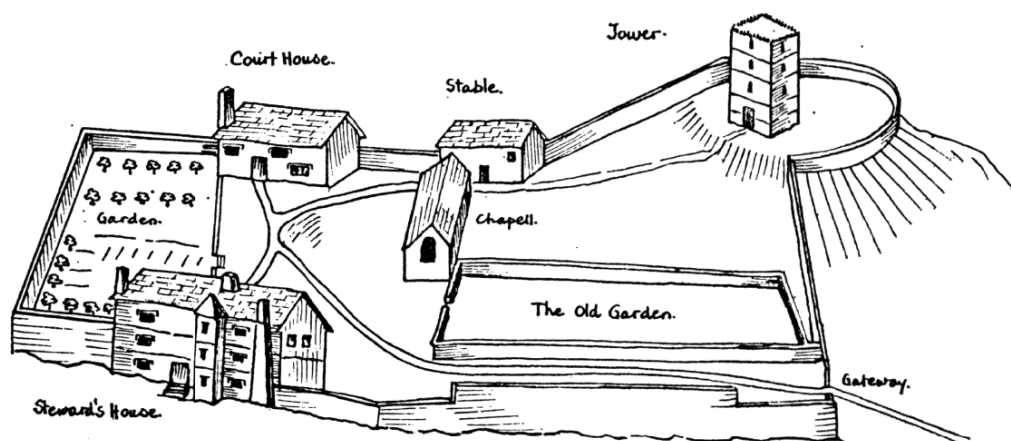 Tower.
Court House.
Stable.
Garden.
Chapell.
The Old Garden.
Gateway.
Steward's House.